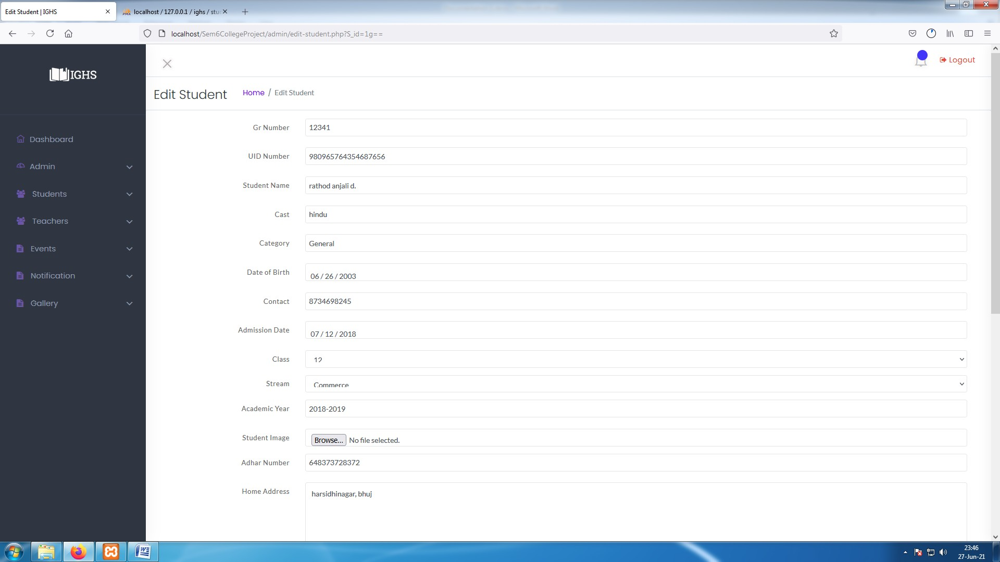 Edit Student | IGHS
localhost / 127.0.0.1 / ighs / stu
localhost/Sem6CollegeProject/admin/edit-student.php?S_id=1g==
IGHS
Logout
Edit Student
Home / Edit Student
Dashboard
Admin
Students
Teachers
Events
Notification
Gallery
Gr Number 12341
UID Number 980965764354687656
Student Name rathod anjali d.
Cast hindu
Category General
Date of Birth 06 / 26 / 2003
Contact 8734698245
Admission Date 07 / 12 / 2018
Class 12
Stream Commerce
Academic Year 2018-2019
Student Image Browse... No file selected.
Adhar Number 648373728372
Home Address harsidhinagar, bhuj
23:46
27-Jun-21